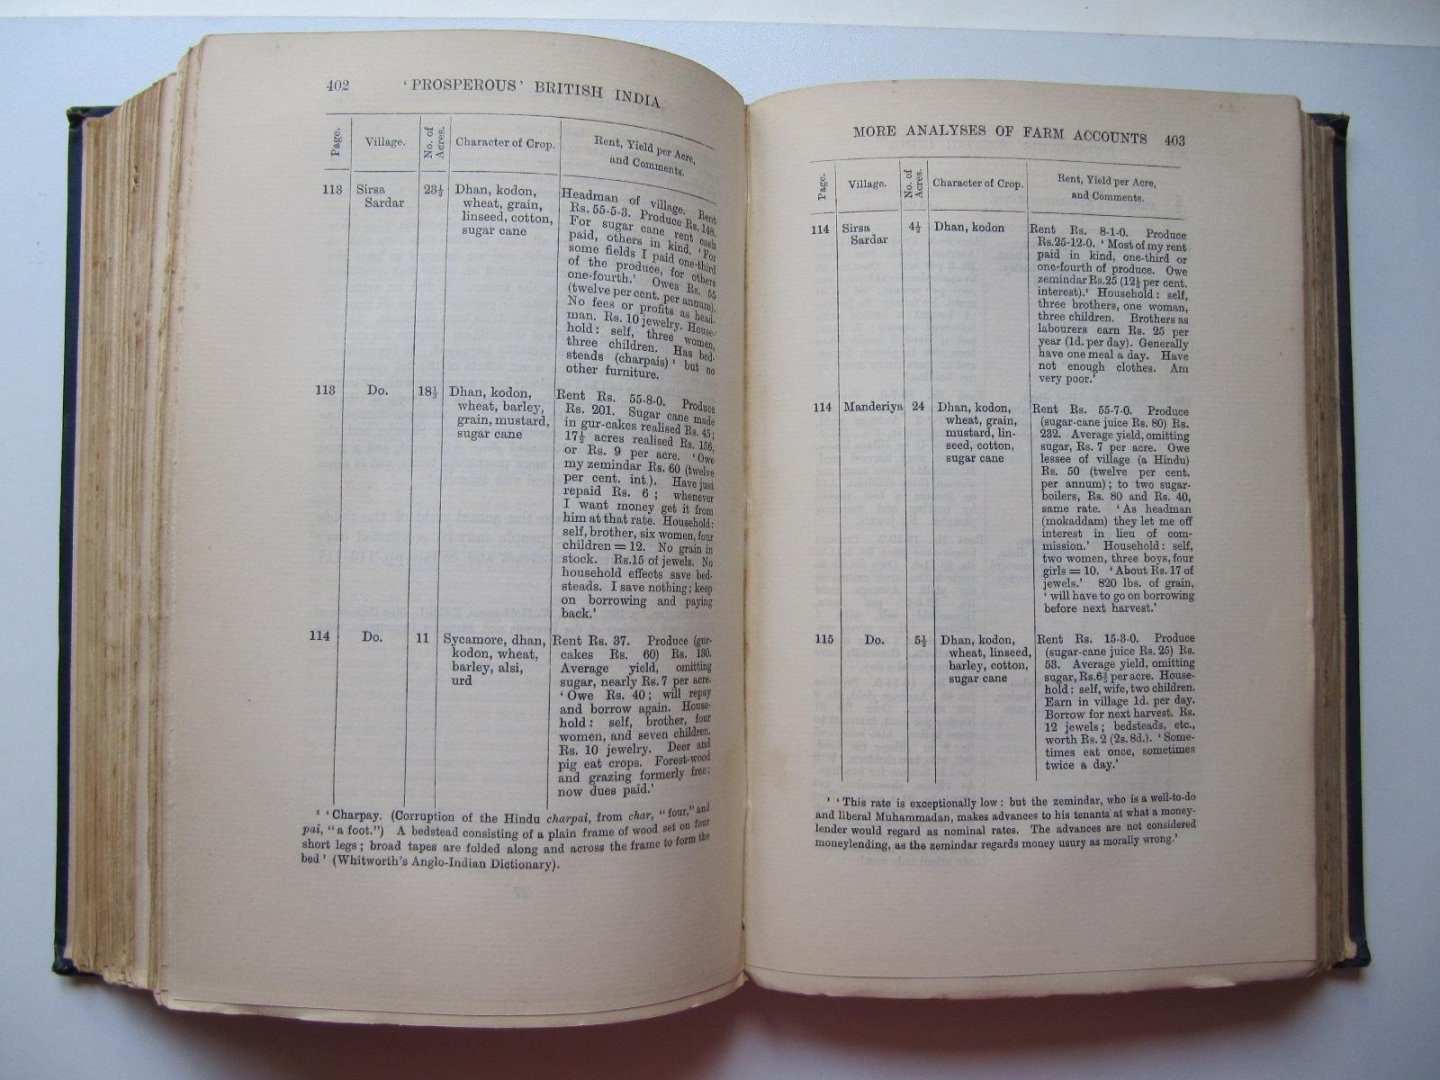 402 ‘PROSPEROUS’ BRITISH INDIA
Page. Village. No. of Acres. Character of Crop. Rent, Yield per Acre,
and Comments.
113 Sirsa 23½ Dhan, kodon, Headman of village. Rent
Sardar wheat, grain, Rs. 55-5-3. Produce Rs. 148.
linseed, cotton, For sugar cane rent cash
sugar cane paid, others in kind. ‘For
some fields I paid one-third
of the produce, for others
one-fourth.’ Owes Rs. 55
(twelve per cent. per annum).
No fees or profits as head-
man. Rs. 10 jewelry. House-
hold: self, three women,
three children. Has bed-
steads (charpais)¹ but no
other furniture.
113 Do. 18½ Dhan, kodon, Rent Rs. 55-8-0. Produce
wheat, barley, Rs. 201. Sugar cane made
grain, mustard, in gur-cakes realised Rs. 45;
sugar cane 17½ acres realised Rs. 156,
or Rs. 9 per acre. ‘Owe
my zemindar Rs. 60 (twelve
per cent. int.). Have just
repaid Rs. 6; whenever
I want money get it from
him at that rate. Household:
self, brother, six women, four
children = 12. No grain in
stock. Rs.15 of jewels. No
household effects save bed-
steads. I save nothing; keep
on borrowing and paying
back.’
114 Do. 11 Sycamore, dhan, Rent Rs. 37. Produce (gur-
kodon, wheat, cakes Rs. 60) Rs. 130.
barley, alsi, Average yield, omitting
urd sugar, nearly Rs. 7 per acre.
‘Owe Rs. 40; will repay
and borrow again. House-
hold: self, brother, four
women, and seven children.
Rs. 10 jewelry. Deer and
pig eat crops. Forest-wood
and grazing formerly free;
now dues paid.’
¹ ‘Charpay. (Corruption of the Hindu charpai, from char, “four,” and
pai, “a foot.”) A bedstead consisting of a plain frame of wood set on four
short legs; broad tapes are folded along and across the frame to form the
bed’ (Whitworth’s Anglo-Indian Dictionary).
MORE ANALYSES OF FARM ACCOUNTS 403
Page. Village. No. of Acres. Character of Crop. Rent, Yield per Acre,
and Comments.
114 Sirsa 4½ Dhan, kodon Rent Rs. 8-1-0. Produce
Sardar Rs.25-12-0. ‘Most of my rent
paid in kind, one-third or
one-fourth of produce. Owe
zemindar Rs.25 (12½ per cent.
interest).¹ Household: self,
three brothers, one woman,
three children. Brothers as
labourers earn Rs. 25 per
year (1d. per day). Generally
have one meal a day. Have
not enough clothes. Am
very poor.’
114 Manderiya 24 Dhan, kodon, Rent Rs. 55-7-0. Produce
wheat, grain, (sugar-cane juice Rs. 80) Rs.
mustard, lin- 232. Average yield, omitting
seed, cotton, sugar, Rs. 7 per acre. Owe
sugar cane lessee of village (a Hindu)
Rs. 50 (twelve per cent.
per annum); to two sugar-
boilers, Rs. 80 and Rs. 40,
same rate. ‘As headman
(mokaddam) they let me off
interest in lieu of com-
mission.’ Household: self,
two women, three boys, four
girls = 10. ‘About Rs. 17 of
jewels.’ 820 lbs. of grain,
‘will have to go on borrowing
before next harvest.’
115 Do. 5½ Dhan, kodon, Rent Rs. 15-3-0. Produce
wheat, linseed, (sugar-cane juice Rs. 25) Rs.
barley, cotton, 53. Average yield, omitting
sugar cane sugar, Rs.6½ per acre. House-
hold: self, wife, two children.
Earn in village 1d. per day.
Borrow for next harvest. Rs.
12 jewels; bedsteads, etc.,
worth Rs. 2 (2s. 8d.). ‘Some-
times eat once, sometimes
twice a day.’
¹ ‘This rate is exceptionally low: but the zemindar, who is a well-to-do
and liberal Muhammadan, makes advances to his tenants at what a money-
lender would regard as nominal rates. The advances are not considered
moneylending, as the zemindar regards money usury as morally wrong.’